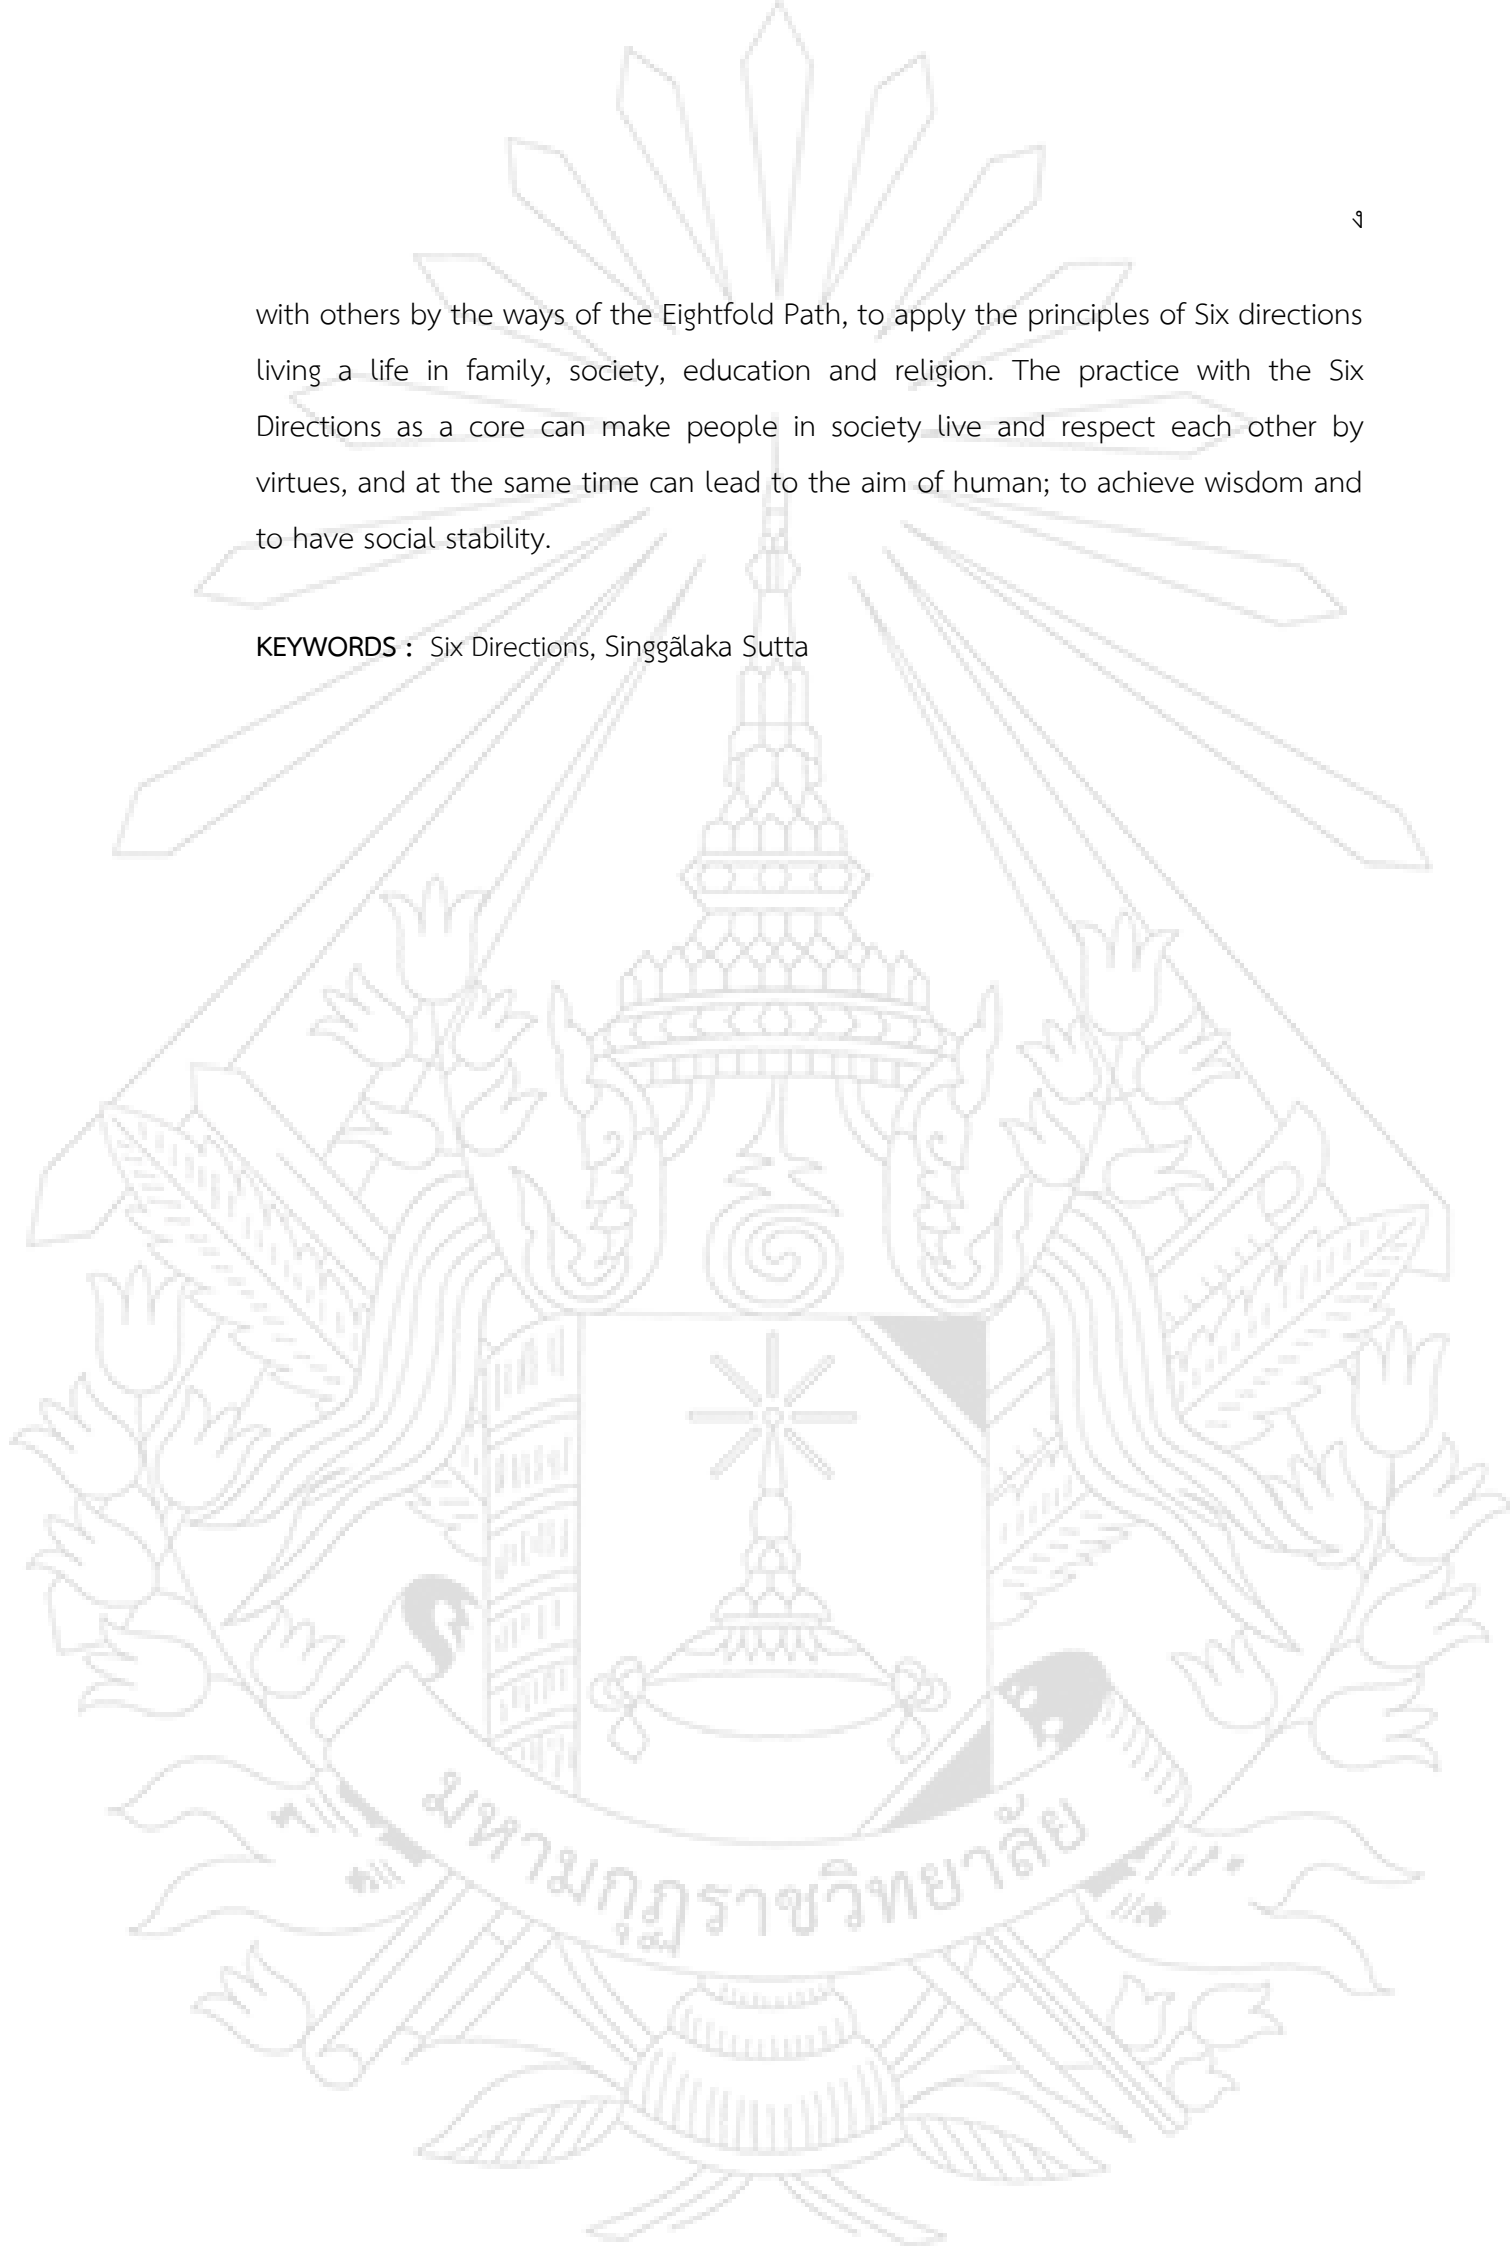 ง
with others by the ways of the Eightfold Path, to apply the principles of Six directions
living a life in family, society, education and religion. The practice with the Six
Directions as a core can make people in society live and respect each other by
virtues, and at the same time can lead to the aim of human; to achieve wisdom and
to have social stability.
KEYWORDS : Six Directions, Singgãlaka Sutta
มหามกุฏราชวิทยาลัย